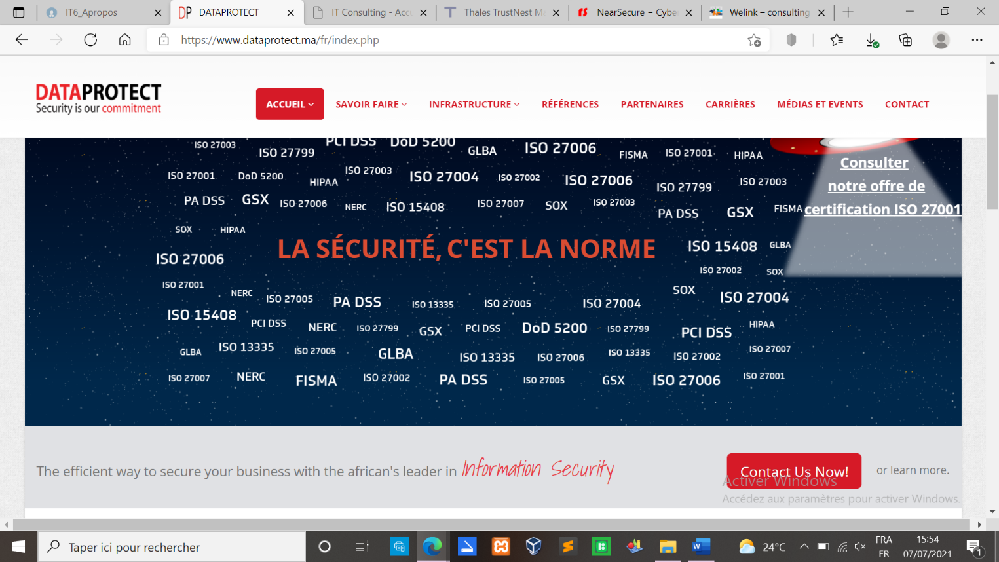 IT6_Apropos
DATAPROTECT
IT Consulting - Accu
Thales TrustNest Ma
NearSecure – Cybe
Welink – consulting
https://www.dataprotect.ma/fr/index.php
DATAPROTECT
Security is our commitment
ACCUEIL
SAVOIR FAIRE
INFRASTRUCTURE
RÉFÉRENCES
PARTENAIRES
CARRIÈRES
MÉDIAS ET EVENTS
CONTACT
ISO 27003 ISO 27799 PCI DSS DoD 5200 GLBA ISO 27006 FISMA ISO 27001 HIPAA
Consulter
notre offre de
certification ISO 27001
ISO 27001 DoD 5200 HIPAA ISO 27003 ISO 27004 ISO 27002 ISO 27006 ISO 27799 ISO 27003
PA DSS GSX ISO 27006 NERC ISO 15408 ISO 27007 SOX ISO 27003 PA DSS GSX FISMA
SOX HIPAA
LA SÉCURITÉ, C'EST LA NORME
ISO 15408 GLBA
ISO 27006
ISO 27002 SOX
ISO 27001 NERC ISO 27005 PA DSS ISO 13335 ISO 27005 ISO 27004 SOX ISO 27004
ISO 15408 PCI DSS NERC ISO 27799 GSX PCI DSS DoD 5200 ISO 27799 PCI DSS HIPAA
GLBA ISO 13335 ISO 27005 GLBA ISO 13335 ISO 27006 ISO 13335 ISO 27002 ISO 27007
ISO 27007 NERC FISMA ISO 27002 PA DSS ISO 27005 GSX ISO 27006 ISO 27001
The efficient way to secure your business with the african's leader in Information Security
Contact Us Now!
or learn more.
Activer Windows
Accédez aux paramètres pour activer Windows.
Taper ici pour rechercher
24°C
FRA
FR
15:54
07/07/2021
1